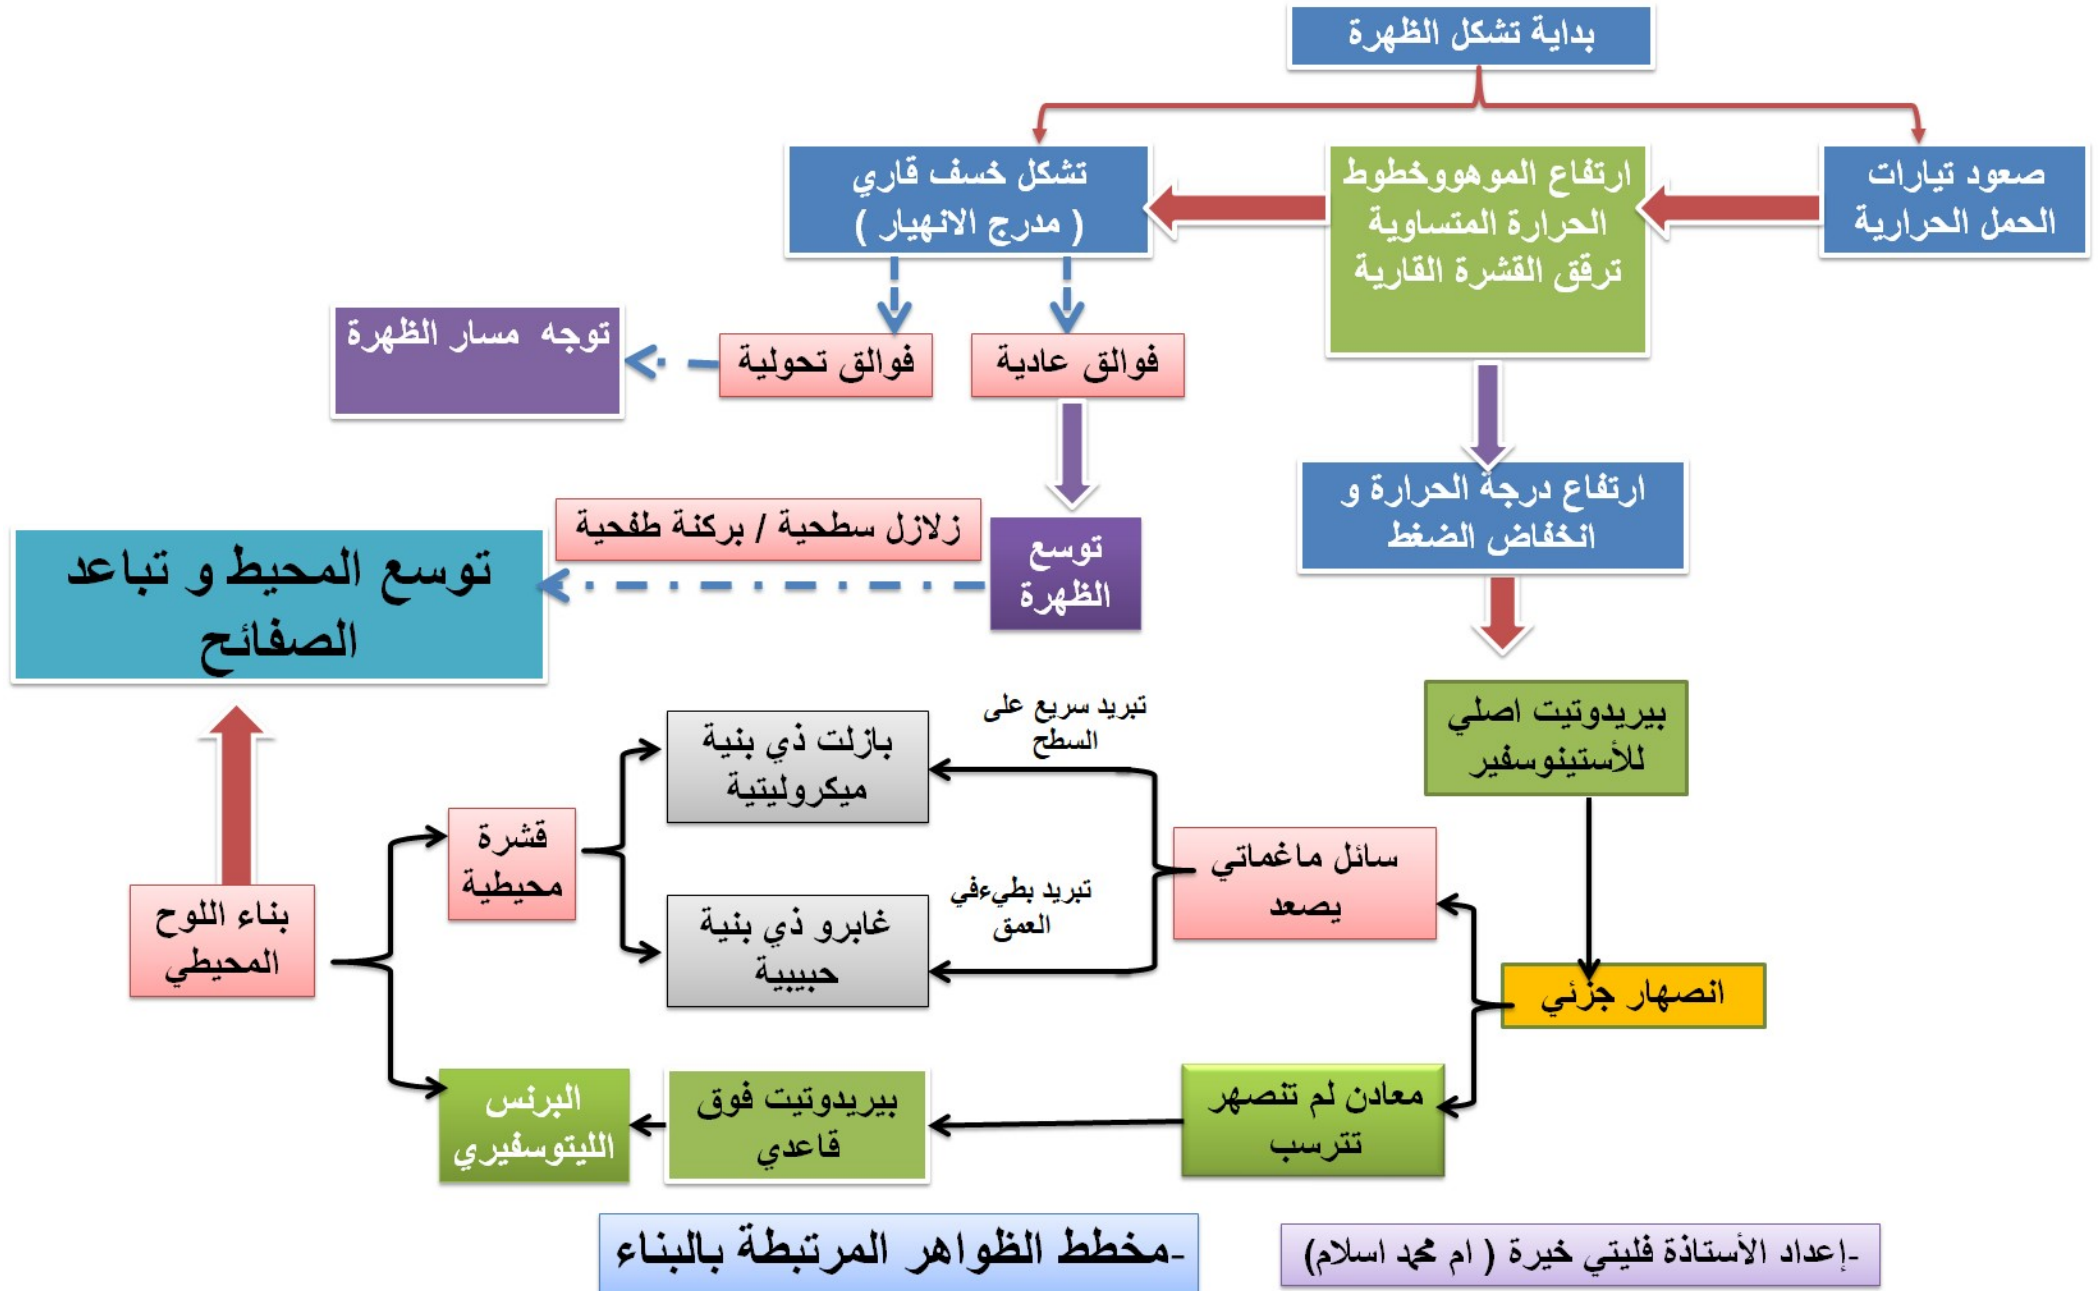 بداية تشكل الظهرة
صعود تيارات
الحمل الحرارية
ارتفاع الموهووخطوط
الحرارة المتساوية
ترقق القشرة القارية
تشكل خسف قاري
( مدرج الانهيار )
فوالق عادية
فوالق تحولية
توجه مسار الظهرة
ارتفاع درجة الحرارة و
انخفاض الضغط
توسع
الظهرة
زلازل سطحية / بركنة طفحية
توسع المحيط و تباعد
الصفائح
بيريدوتيت اصلي
للأستينوسفير
انصهار جزئي
سائل ماغماتي
يصعد
تبريد سريع على
السطح
بازلت ذي بنية
ميكروليتية
تبريد بطيءفي
العمق
غابرو ذي بنية
حبيبية
قشرة
محيطية
بناء اللوح
المحيطي
معادن لم تنصهر
تترسب
بيريدوتيت فوق
قاعدي
البرنس
الليتوسفيري
-مخطط الظواهر المرتبطة بالبناء
-إعداد الأستاذة فليتي خيرة ( ام محمد اسلام)